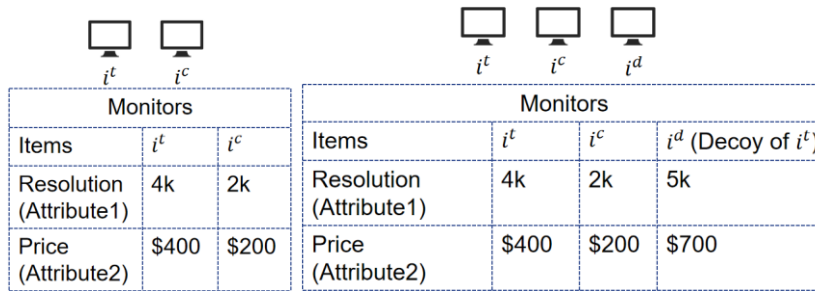 i^t i^c
Monitors
Items i^t i^c
Resolution (Attribute1) 4k 2k
Price (Attribute2) $400 $200
i^t i^c i^d
Monitors
Items i^t i^c i^d (Decoy of i^t)
Resolution (Attribute1) 4k 2k 5k
Price (Attribute2) $400 $200 $700